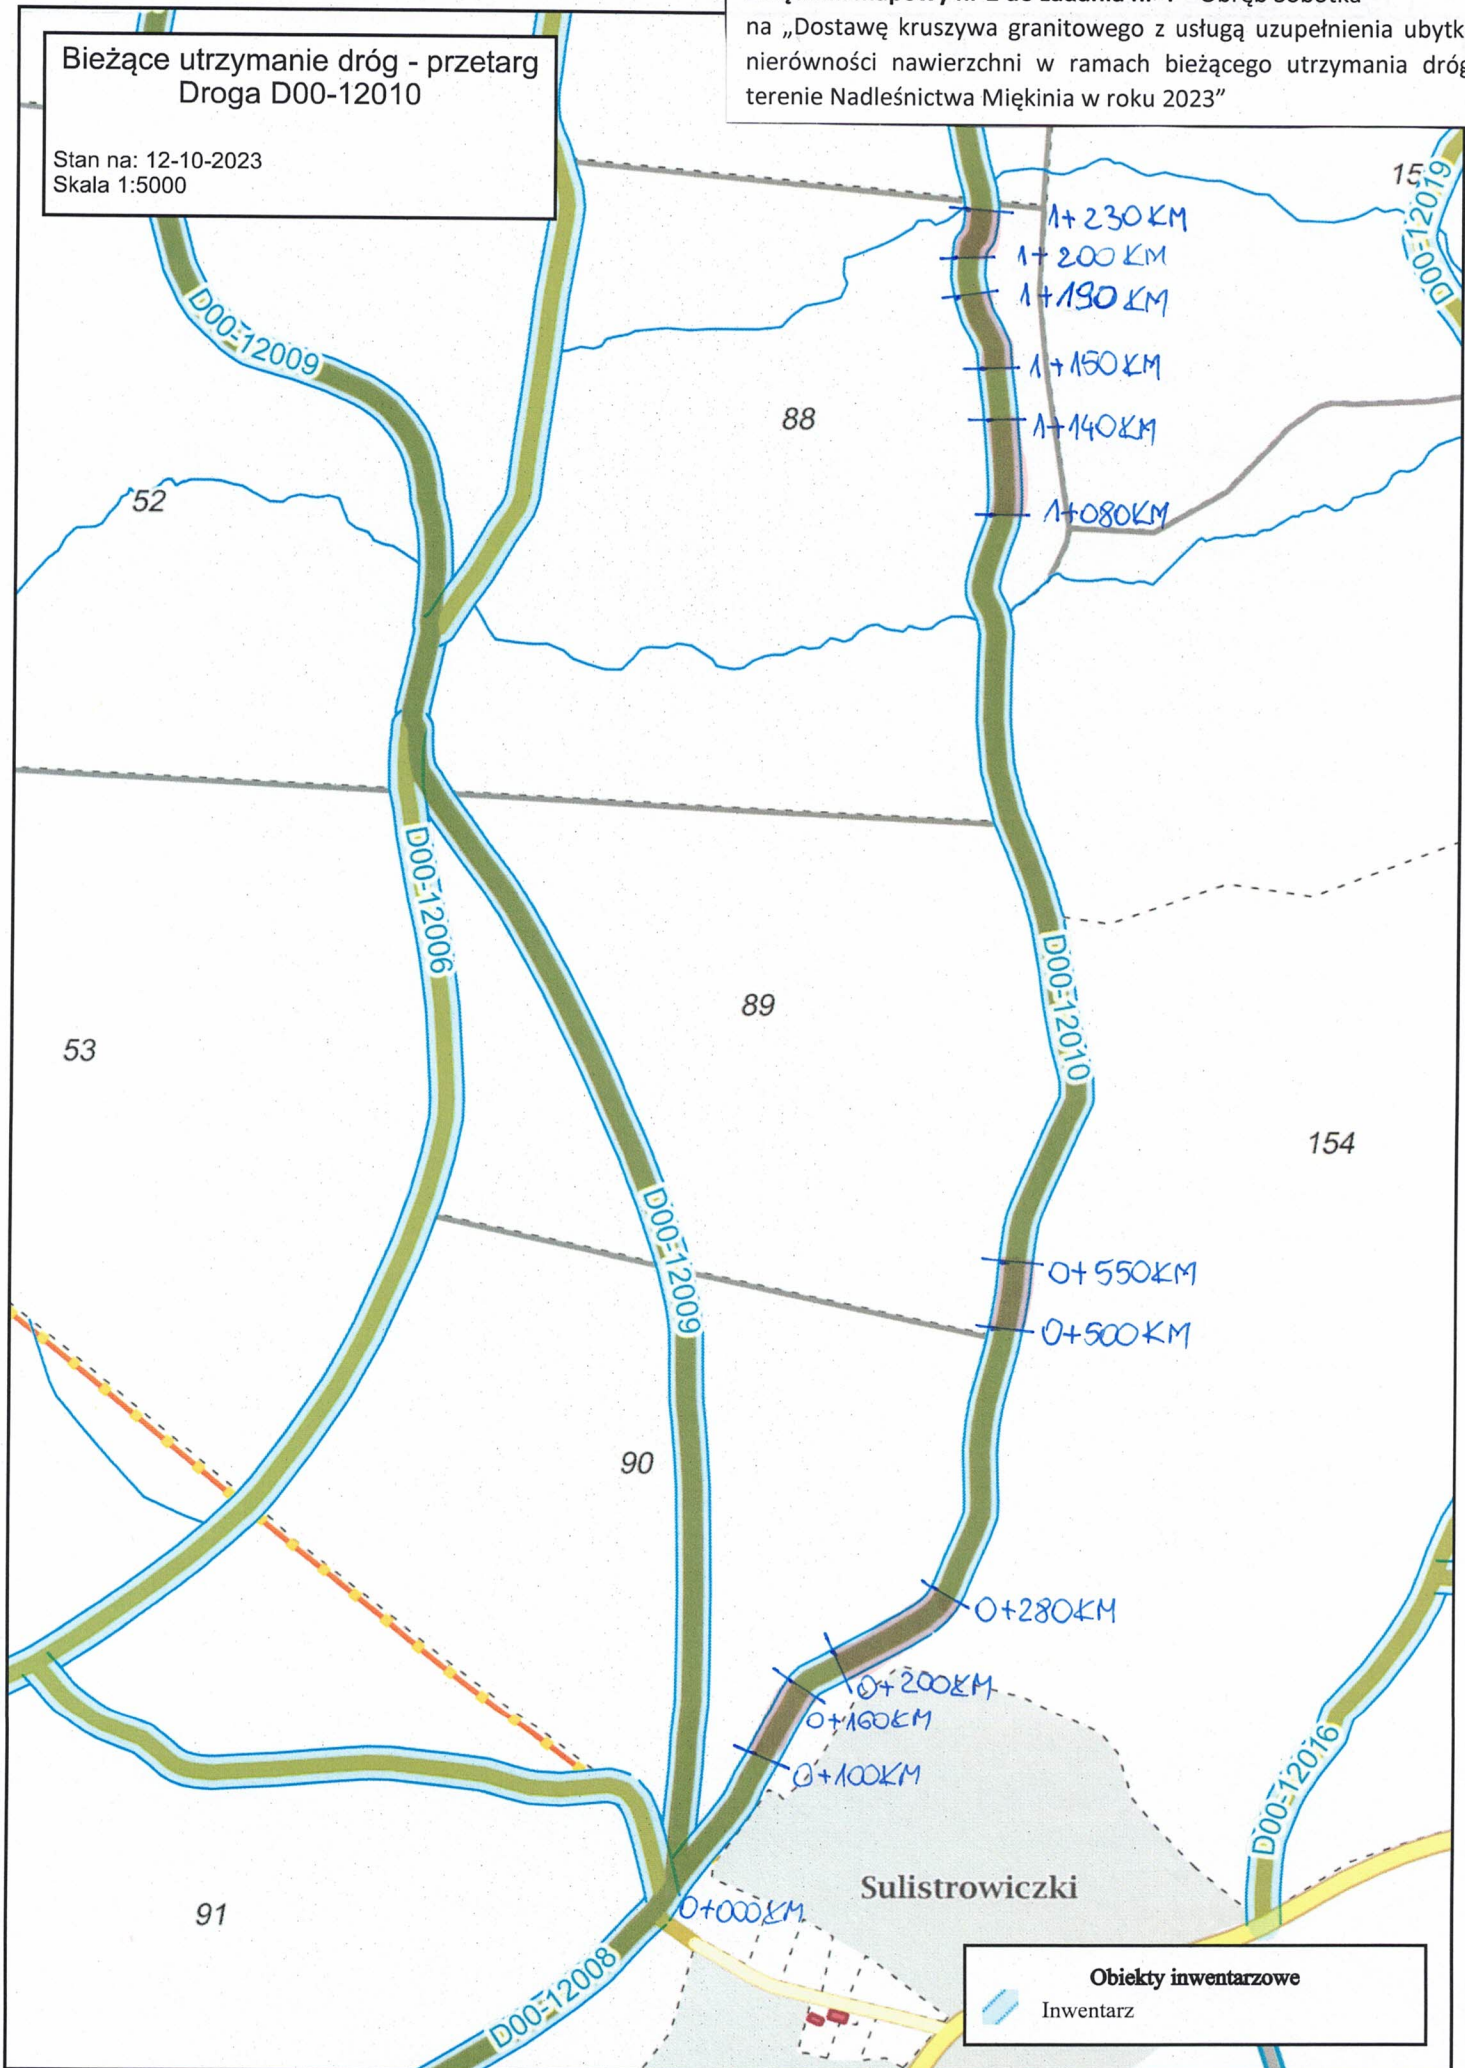 na „Dostawę kruszywa granitowego z usługą uzupełnienia ubytk
nierówności nawierzchni w ramach bieżącego utrzymania dróg
terenie Nadleśnictwa Miękinia w roku 2023”
Bieżące utrzymanie dróg - przetarg
Droga D00-12010
Stan na: 12-10-2023
Skala 1:5000
15
D00-12019
1+230KM
1+200KM
1+190KM
D00-12009
1+150KM
88
1+140KM
52
1+080KM
D00-12006
D00-12010
89
53
154
D00-12009
0+550KM
0+500KM
90
0+280KM
0+200KM
0+160KM
0+100KM
D00-12016
Sulistrowiczki
91
0+000KM
D00-12008
Obiekty inwentarzowe
Inwentarz